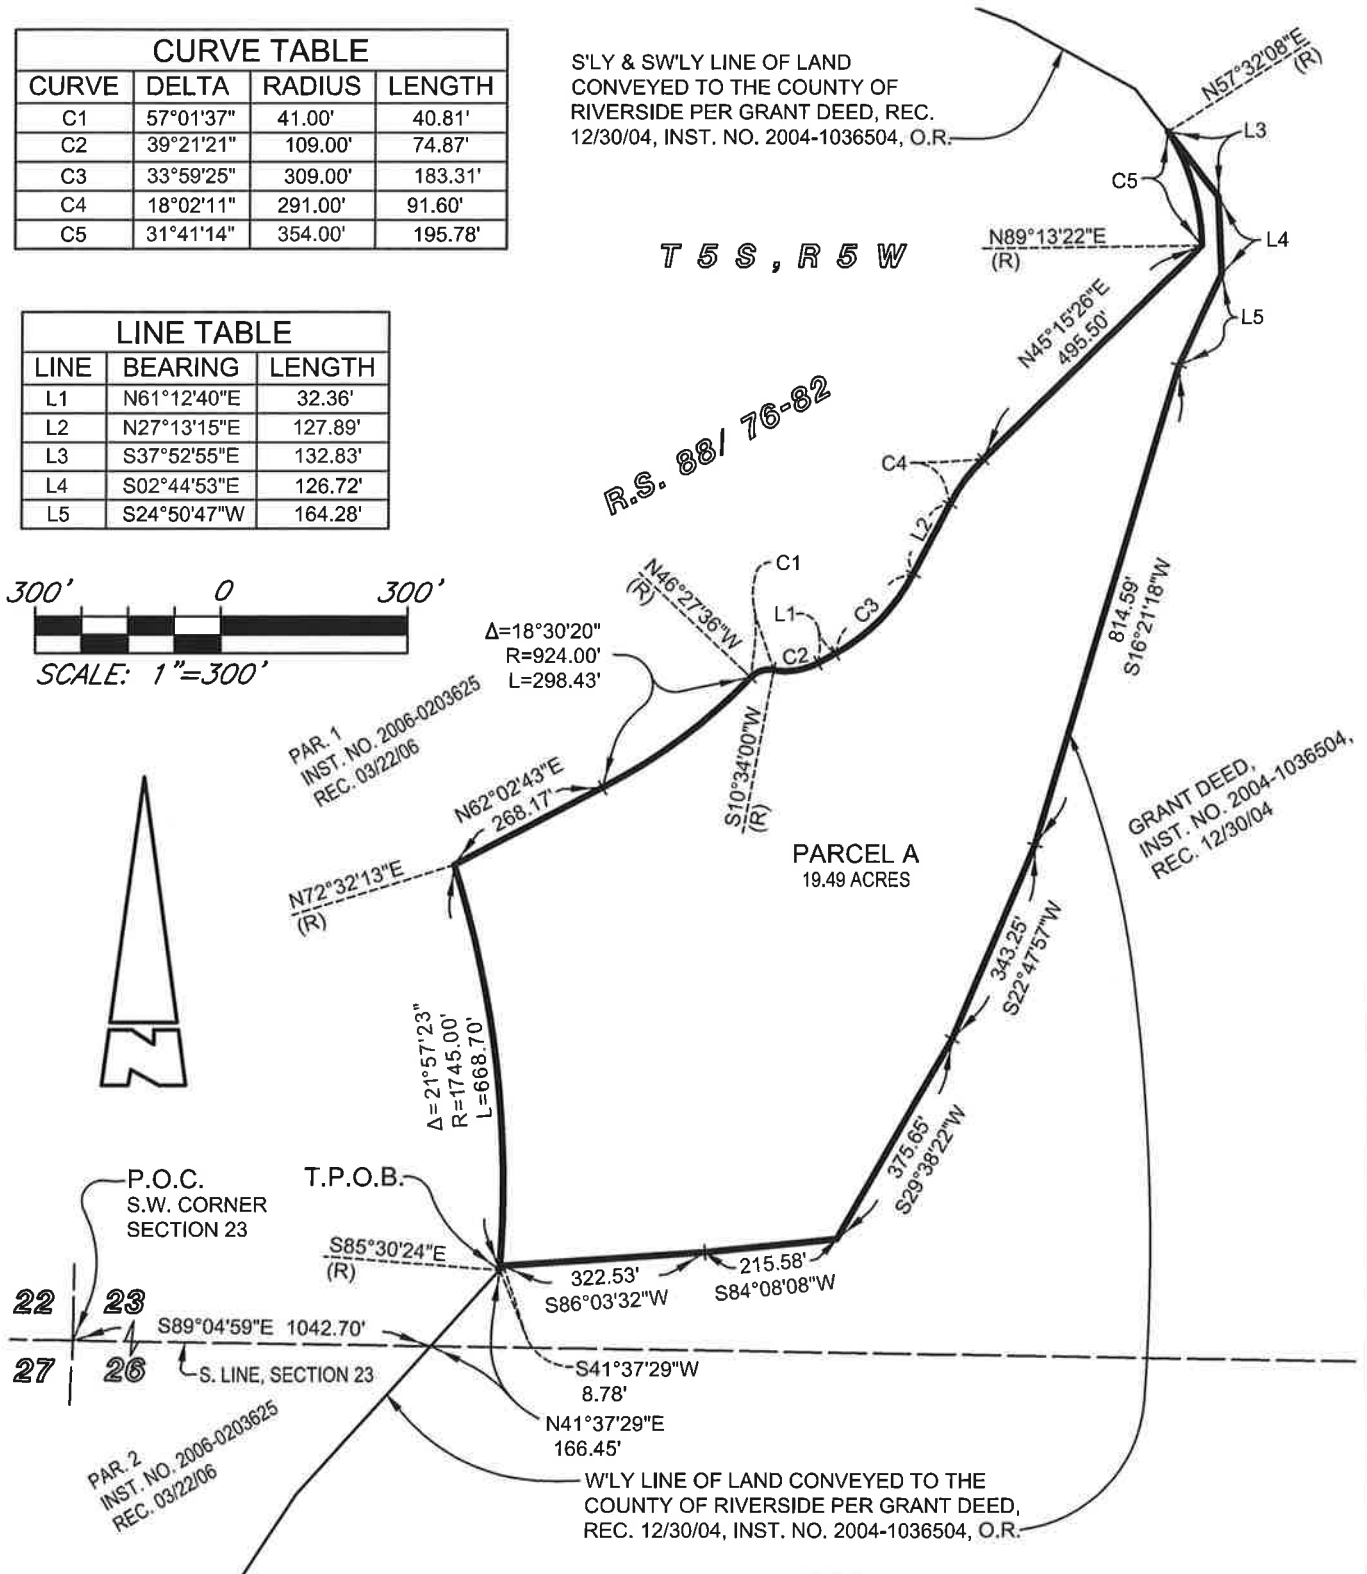 CURVE TABLE
CURVE DELTA RADIUS LENGTH
C1 57°01'37" 41.00' 40.81'
C2 39°21'21" 109.00' 74.87'
C3 33°59'25" 309.00' 183.31'
C4 18°02'11" 291.00' 91.60'
C5 31°41'14" 354.00' 195.78'
S'LY & SW'LY LINE OF LAND
CONVEYED TO THE COUNTY OF
RIVERSIDE PER GRANT DEED, REC.
12/30/04, INST. NO. 2004-1036504, O.R.
N57°32'08"E
(R)
L3
C5
T 5 S , R 5 W
N89°13'22"E
(R)
L4
L5
LINE TABLE
LINE BEARING LENGTH
L1 N61°12'40"E 32.36'
L2 N27°13'15"E 127.89'
L3 S37°52'55"E 132.83'
L4 S02°44'53"E 126.72'
L5 S24°50'47"W 164.28'
N45°15'26"E
495.50'
R.S. 88/ 76-82
C4
L2
300' 0 300'
SCALE: 1"=300'
N46°27'36"W
(R)
C1
L1
C3
C2
Δ=18°30'20"
R=924.00'
L=298.43'
814.59'
S16°21'18"W
PAR. 1
INST. NO. 2006-0203625
REC. 03/22/06
S10°34'00"W
(R)
N62°02'43"E
268.17'
GRANT DEED,
INST. NO. 2004-1036504,
REC. 12/30/04
PARCEL A
19.49 ACRES
N72°32'13"E
(R)
343.25'
S22°47'57"W
N
Δ=21°57'23"
R=1745.00'
L=668.70'
375.65'
S29°38'22"W
P.O.C.
S.W. CORNER
SECTION 23
T.P.O.B.
S85°30'24"E
(R)
322.53'
S86°03'32"W
215.58'
S84°08'08"W
22 23
27 26
S89°04'59"E 1042.70'
S. LINE, SECTION 23
S41°37'29"W
8.78'
N41°37'29"E
166.45'
PAR. 2
INST. NO. 2006-0203625
REC. 03/22/06
W'LY LINE OF LAND CONVEYED TO THE
COUNTY OF RIVERSIDE PER GRANT DEED,
REC. 12/30/04, INST. NO. 2004-1036504, O.R.